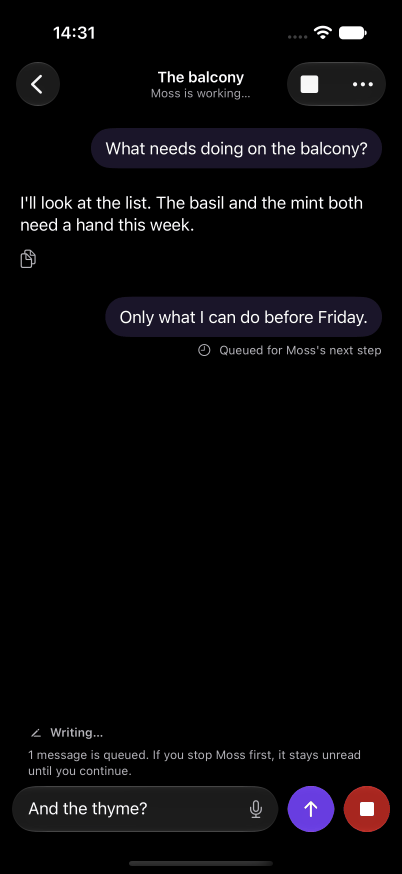 14:31
The balcony
Moss is working...
What needs doing on the balcony?
I'll look at the list. The basil and the mint both
need a hand this week.
Only what I can do before Friday.
Queued for Moss's next step
Writing...
1 message is queued. If you stop Moss first, it stays unread
until you continue.
And the thyme?